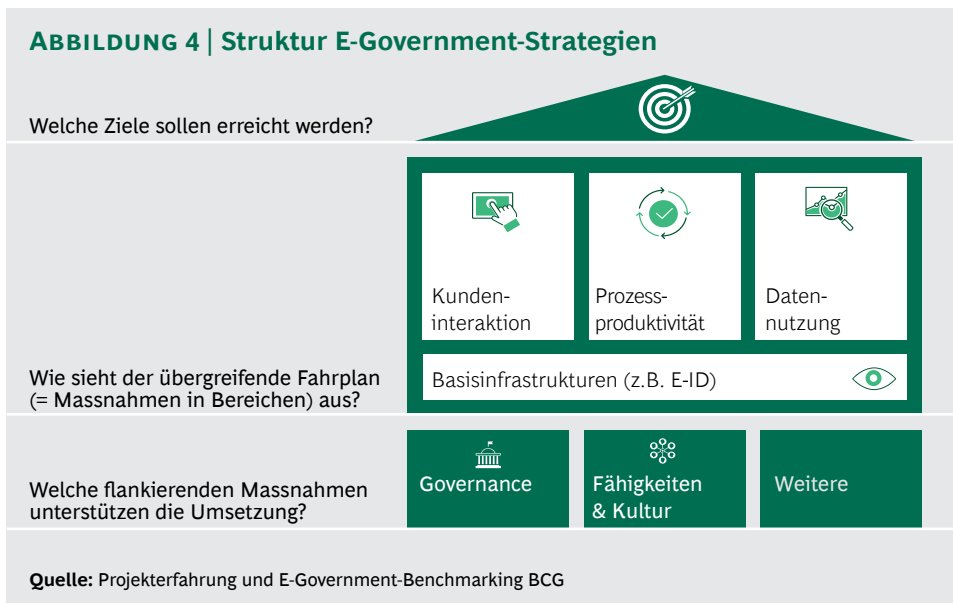 ABBILDUNG 4 | Struktur E-Government-Strategien
Welche Ziele sollen erreicht werden?
Kunden-
interaktion
Prozess-
produktivität
Daten-
nutzung
Wie sieht der übergreifende Fahrplan
(= Massnahmen in Bereichen) aus?
Basisinfrastrukturen (z.B. E-ID)
Welche flankierenden Massnahmen
unterstützen die Umsetzung?
Governance
Fähigkeiten
& Kultur
Weitere
Quelle: Projekterfahrung und E-Government-Benchmarking BCG